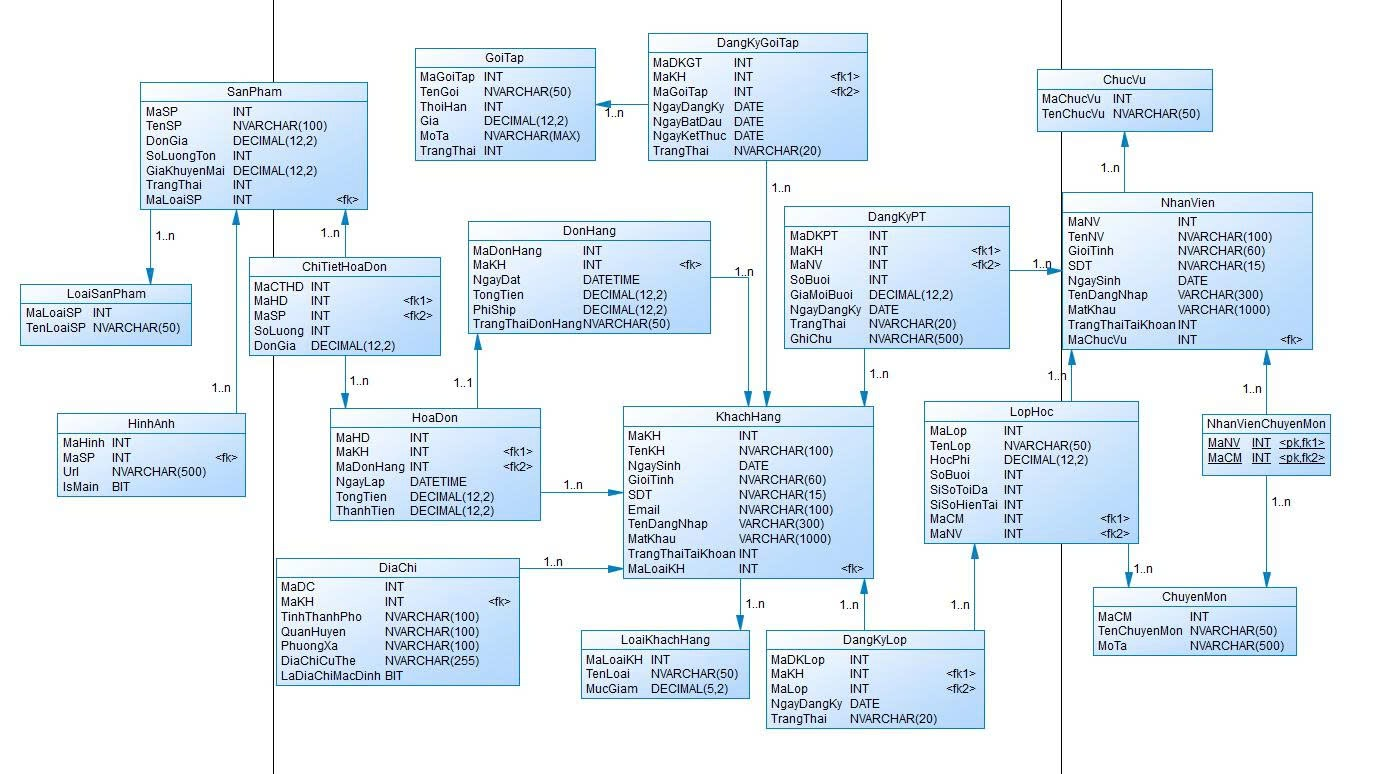 SanPham
MaSP INT
TenSP NVARCHAR(100)
DonGia DECIMAL(12,2)
SoLuongTon INT
GiaKhuyenMai DECIMAL(12,2)
TrangThai INT
MaLoaiSP INT <fk>
1..n
LoaiSanPham
MaLoaiSP INT
TenLoaiSP NVARCHAR(50)
1..n
HinhAnh
MaHinh INT
MaSP INT <fk>
Url NVARCHAR(500)
IsMain BIT
1..n
ChiTietHoaDon
MaCTHD INT
MaHD INT <fk1>
MaSP INT <fk2>
SoLuong INT
DonGia DECIMAL(12,2)
1..n
HoaDon
MaHD INT
MaKH INT <fk1>
MaDonHang INT <fk2>
NgayLap DATETIME
TongTien DECIMAL(12,2)
ThanhTien DECIMAL(12,2)
1..n
1..1
DiaChi
MaDC INT
MaKH INT <fk>
TinhThanhPho NVARCHAR(100)
QuanHuyen NVARCHAR(100)
PhuongXa NVARCHAR(100)
DiaChiCuThe NVARCHAR(255)
LaDiaChiMacDinh BIT
1..n
GoiTap
MaGoiTap INT
TenGoi NVARCHAR(50)
ThoiHan INT
Gia DECIMAL(12,2)
MoTa NVARCHAR(MAX)
TrangThai INT
1..n
DangKyGoiTap
MaDKGT INT
MaKH INT <fk1>
MaGoiTap INT <fk2>
NgayDangKy DATE
NgayBatDau DATE
NgayKetThuc DATE
TrangThai NVARCHAR(20)
1..n
DonHang
MaDonHang INT
MaKH INT <fk>
NgayDat DATETIME
TongTien DECIMAL(12,2)
PhiShip DECIMAL(12,2)
TrangThaiDonHang NVARCHAR(50)
1..n
DangKyPT
MaDKPT INT
MaKH INT <fk1>
MaNV INT <fk2>
SoBuoi INT
GiaMoiBuoi DECIMAL(12,2)
NgayDangKy DATE
TrangThai NVARCHAR(20)
GhiChu NVARCHAR(500)
1..n
1..n
KhachHang
MaKH INT
TenKH NVARCHAR(100)
NgaySinh DATE
GioiTinh NVARCHAR(60)
SDT NVARCHAR(15)
Email NVARCHAR(100)
TenDangNhap VARCHAR(300)
MatKhau VARCHAR(1000)
TrangThaiTaiKhoan INT
MaLoaiKH INT <fk>
1..n
LoaiKhachHang
MaLoaiKH INT
TenLoai NVARCHAR(50)
MucGiam DECIMAL(5,2)
1..n
1..n
DangKyLop
MaDKLop INT
MaKH INT <fk1>
MaLop INT <fk2>
NgayDangKy DATE
TrangThai NVARCHAR(20)
ChucVu
MaChucVu INT
TenChucVu NVARCHAR(50)
1..n
NhanVien
MaNV INT
TenNV NVARCHAR(100)
GioiTinh NVARCHAR(60)
SDT NVARCHAR(15)
NgaySinh DATE
TenDangNhap VARCHAR(300)
MatKhau VARCHAR(1000)
TrangThaiTaiKhoan INT
MaChucVu INT <fk>
1..n
1..n
LopHoc
MaLop INT
TenLop NVARCHAR(50)
HocPhi DECIMAL(12,2)
SoBuoi INT
SiSoToiDa INT
SiSoHienTai INT
MaCM INT <fk1>
MaNV INT <fk2>
1..n
NhanVienChuyenMon
MaNV INT <pk,fk1>
MaCM INT <pk,fk2>
1..n
ChuyenMon
MaCM INT
TenChuyenMon NVARCHAR(50)
MoTa NVARCHAR(500)